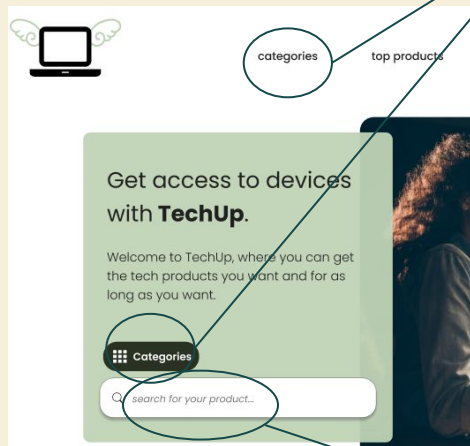 categories
top products
Get access to devices
with TechUp.
Welcome to TechUp, where you can get
the tech products you want and for as
long as you want.
Categories
search for your product...